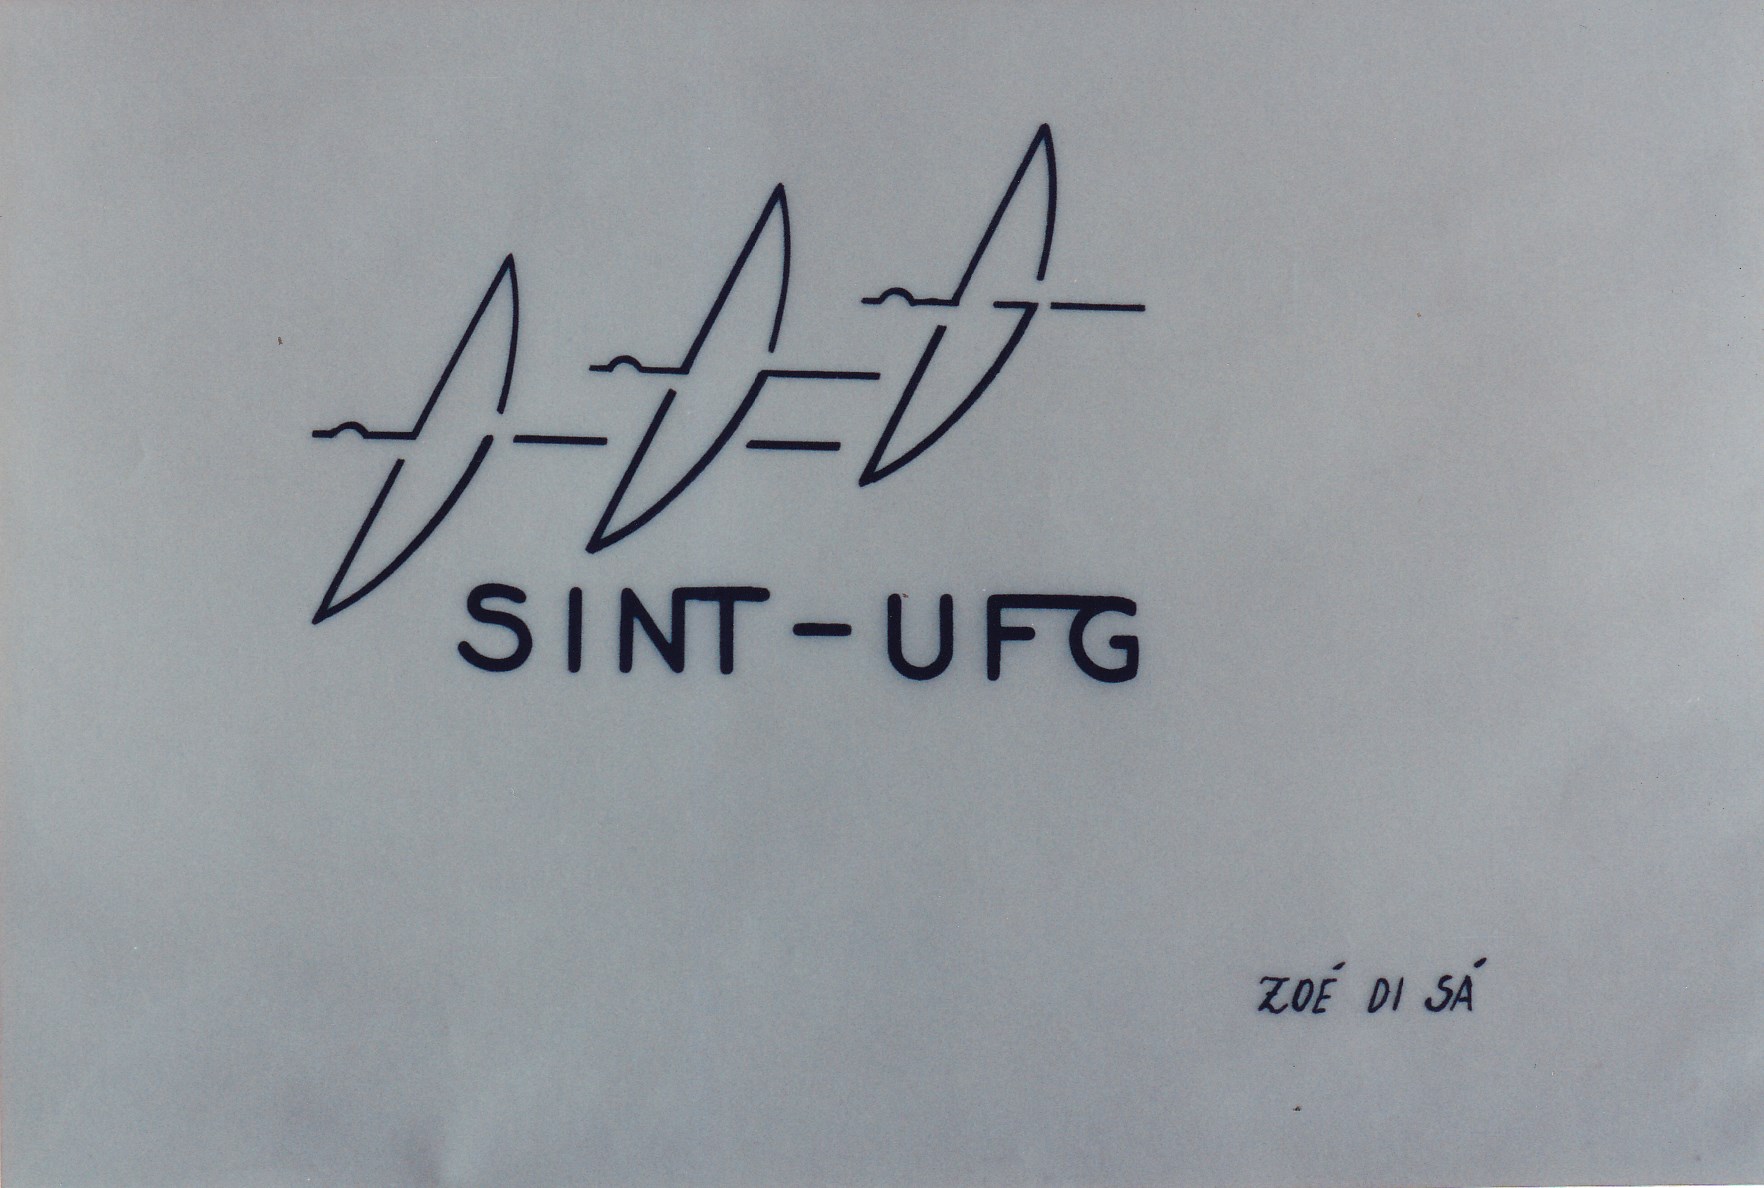 SINT-UFG
ZOÉ DI SÁ